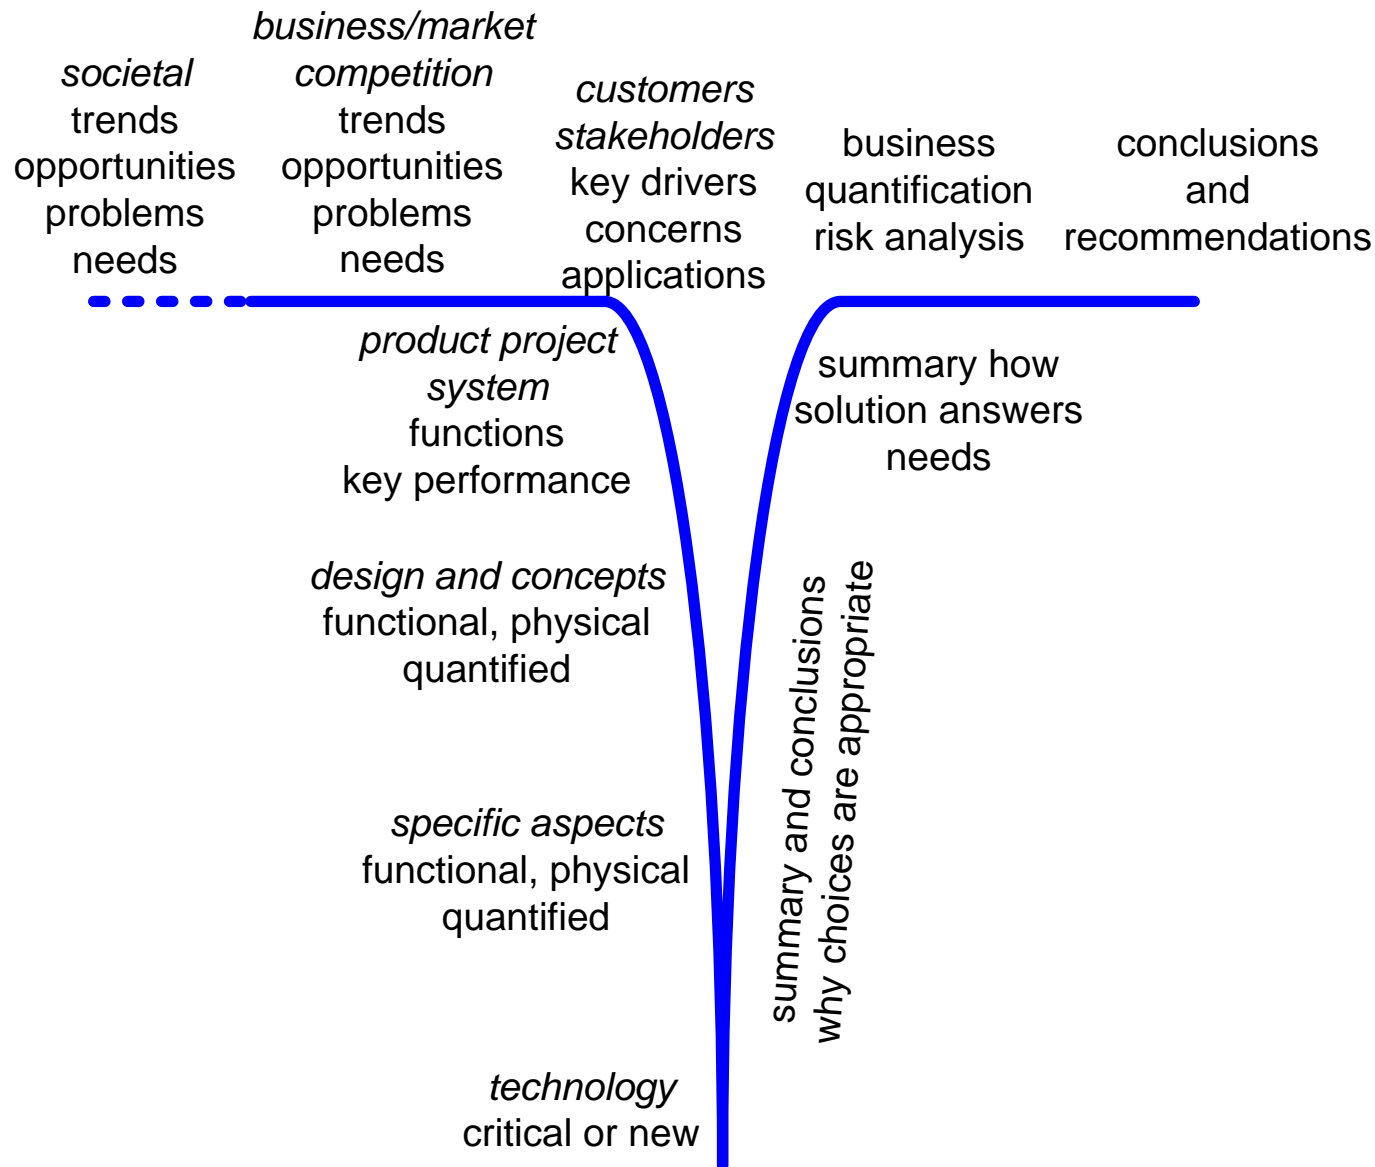 societal
trends
opportunities
problems
needs
business/market
competition
trends
opportunities
problems
needs
customers
stakeholders
key drivers
concerns
applications
business
quantification
risk analysis
conclusions
and
recommendations
product project
system
functions
key performance
design and concepts
functional, physical
quantified
specific aspects
functional, physical
quantified
technology
critical or new
summary and conclusions
why choices are appropriate
summary how
solution answers
needs